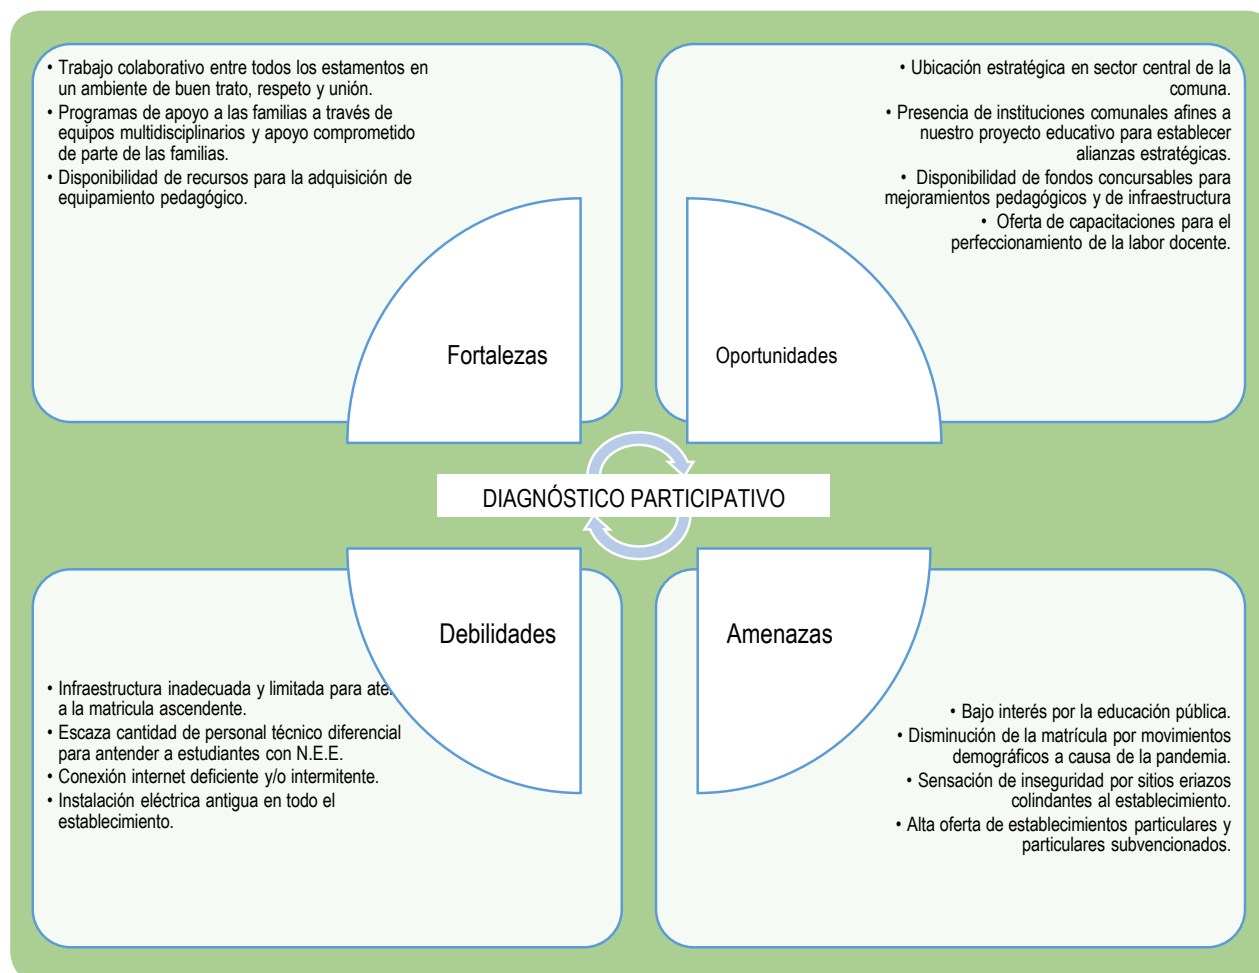 • Trabajo colaborativo entre todos los estamentos en
un ambiente de buen trato, respeto y unión.
• Programas de apoyo a las familias a través de
equipos multidisciplinarios y apoyo comprometido
de parte de las familias.
• Disponibilidad de recursos para la adquisición de
equipamiento pedagógico.
Fortalezas
• Ubicación estratégica en sector central de la
comuna.
• Presencia de instituciones comunales afines a
nuestro proyecto educativo para establecer
alianzas estratégicas.
• Disponibilidad de fondos concursables para
mejoramientos pedagógicos y de infraestructura
• Oferta de capacitaciones para el
perfeccionamiento de la labor docente.
Oportunidades
DIAGNÓSTICO PARTICIPATIVO
Debilidades
• Infraestructura inadecuada y limitada para
a la matricula ascendente.
• Escaza cantidad de personal técnico diferencial
para antender a estudiantes con N.E.E.
• Conexión internet deficiente y/o intermitente.
• Instalación eléctrica antigua en todo el
establecimiento.
Amenazas
• Bajo interés por la educación pública.
• Disminución de la matrícula por movimientos
demográficos a causa de la pandemia.
• Sensación de inseguridad por sitios eriazos
colindantes al establecimiento.
• Alta oferta de establecimientos particulares y
particulares subvencionados.